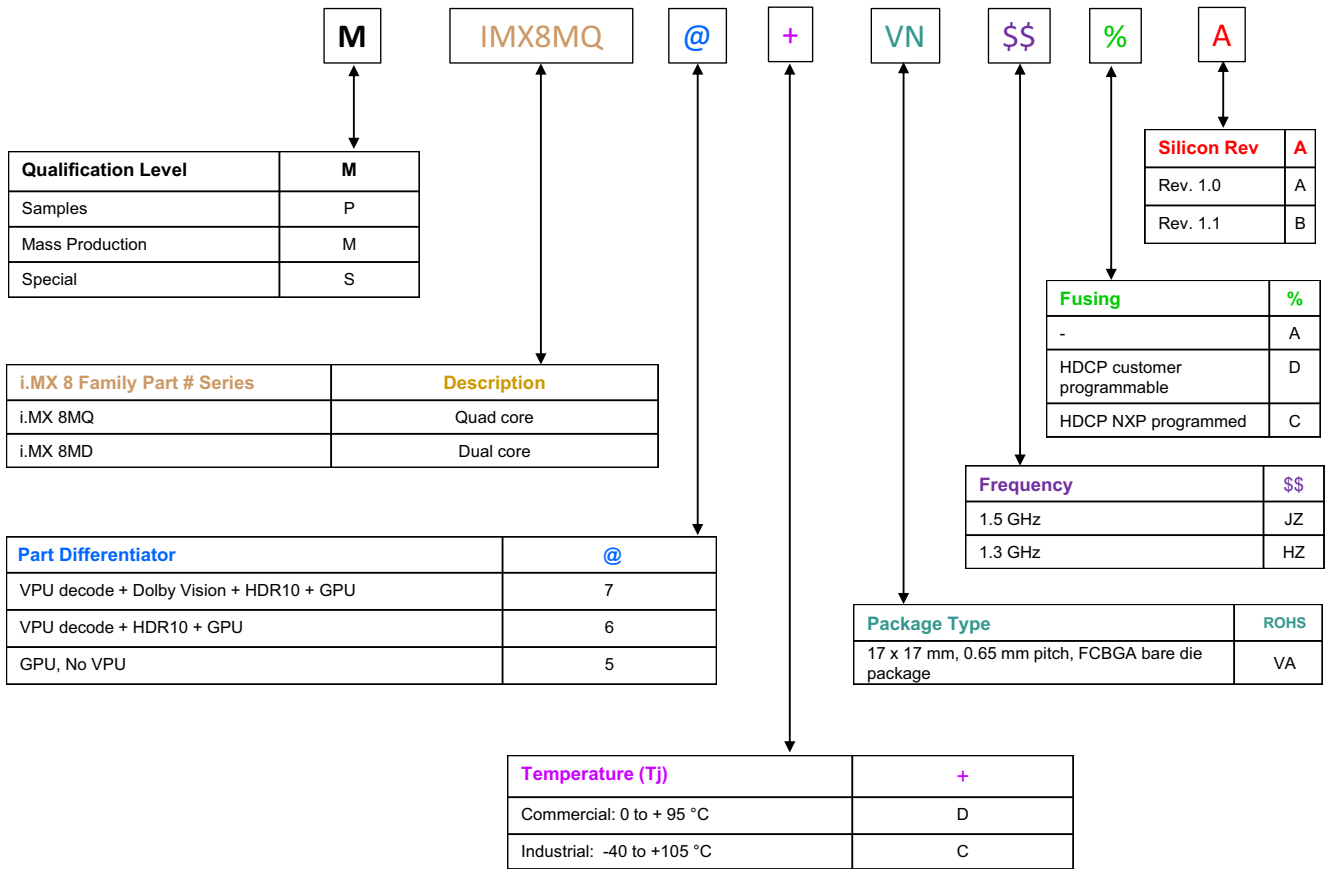 M IMX8MQ @ + VN $$ % A
Qualification Level M
Samples P
Mass Production M
Special S
Silicon Rev A
Rev. 1.0 A
Rev. 1.1 B
Fusing %
- A
HDCP customer
programmable D
HDCP NXP programmed C
i.MX 8 Family Part # Series Description
i.MX 8MQ Quad core
i.MX 8MD Dual core
Frequency $$
1.5 GHz JZ
1.3 GHz HZ
Part Differentiator @
VPU decode + Dolby Vision + HDR10 + GPU 7
VPU decode + HDR10 + GPU 6
GPU, No VPU 5
Package Type ROHS
17 x 17 mm, 0.65 mm pitch, FCBGA bare die
package VA
Temperature (Tj) +
Commercial: 0 to + 95 °C D
Industrial: -40 to +105 °C C